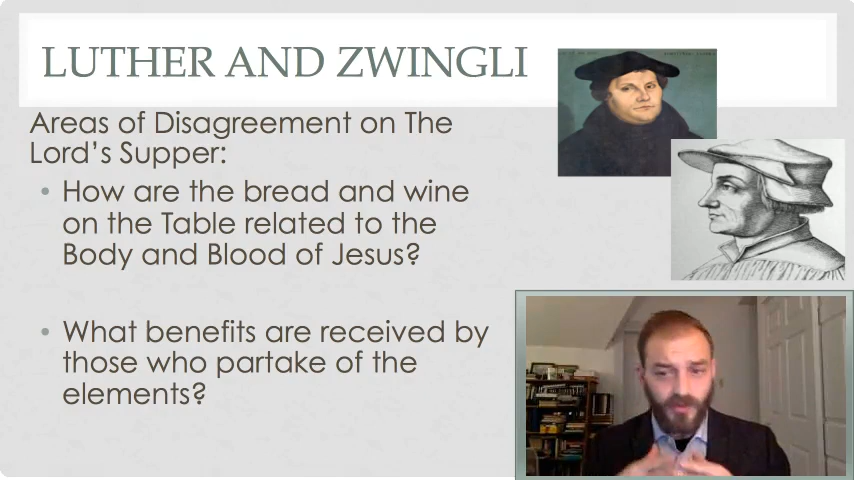 LUTHER AND ZWINGLI
Areas of Disagreement on The
Lord’s Supper:
• How are the bread and wine
on the Table related to the
Body and Blood of Jesus?
• What benefits are received by
those who partake of the
elements?